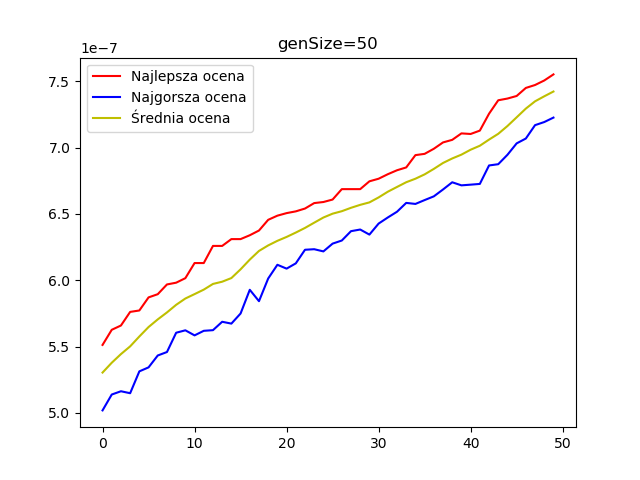 genSize=50
1e−7
Najlepsza ocena
Najgorsza ocena
Średnia ocena
7.5
7.0
6.5
6.0
5.5
5.0
0 10 20 30 40 50